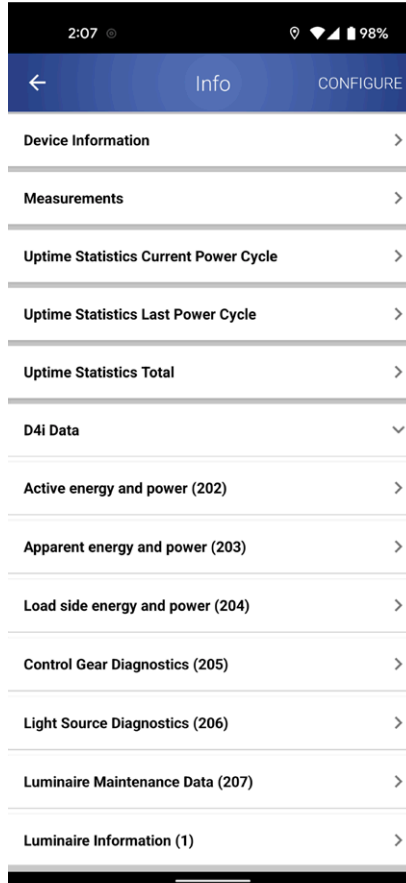 2:07 98%
Info CONFIGURE
Device Information
Measurements
Uptime Statistics Current Power Cycle
Uptime Statistics Last Power Cycle
Uptime Statistics Total
D4i Data
Active energy and power (202)
Apparent energy and power (203)
Load side energy and power (204)
Control Gear Diagnostics (205)
Light Source Diagnostics (206)
Luminaire Maintenance Data (207)
Luminaire Information (1)